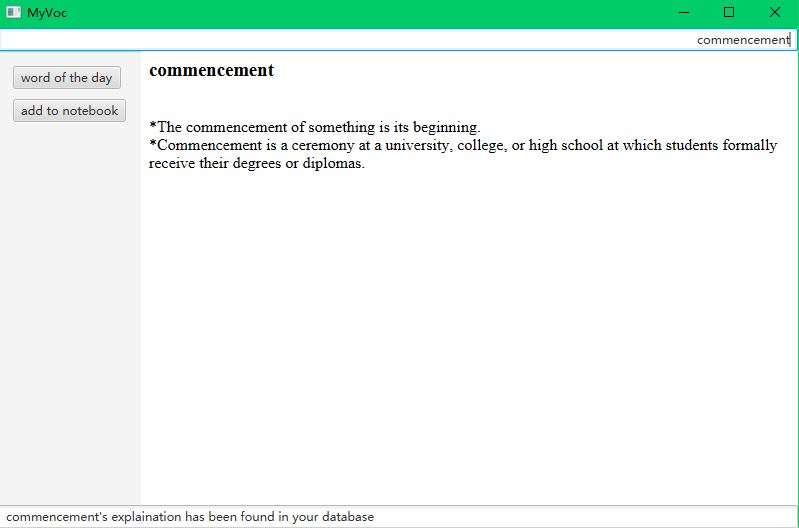 MyVoc
commencement
word of the day
add to notebook
commencement
*The commencement of something is its beginning.
*Commencement is a ceremony at a university, college, or high school at which students formally
receive their degrees or diplomas.
commencement's explaination has been found in your database